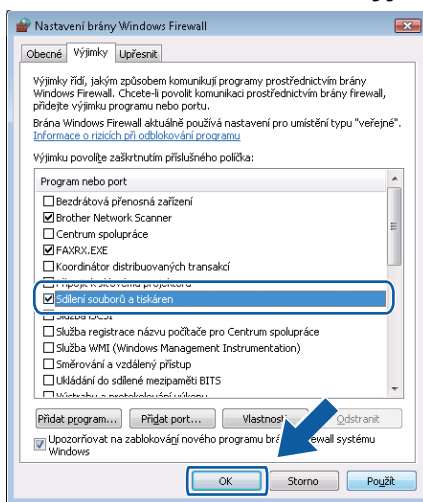 Nastavení brány Windows Firewall
Obecné Výjimky Upřesnit
Výjimky řídí, jakým způsobem komunikují programy prostřednictvím brány
Windows Firewall. Chcete-li povolit komunikaci prostřednictvím brány firewall,
přidejte výjimku programu nebo portu.
Brána Windows Firewall aktuálně používá nastavení pro umístění typu "veřejné".
Informace o rizicích při odblokování programu
Výjimku povolíte zaškrtnutím příslušného políčka:
Program nebo port
Bezdrátová přenosná zařízení
Brother Network Scanner
Centrum spolupráce
FAXRX.EXE
Koordinátor distribuovaných transakcí
Sdílení souborů a tiskáren
Služba iSCSI
Služba registrace názvu počítače pro Centrum spolupráce
Služba WMI (Windows Management Instrumentation)
Směrování a vzdálený přístup
Ukládání do sdílené mezipaměti BITS
Přidat program... Přidat port... Vlastnosti Odstranit
Upozorňovat na zablokování nového programu systému
Windows
OK Storno Použít